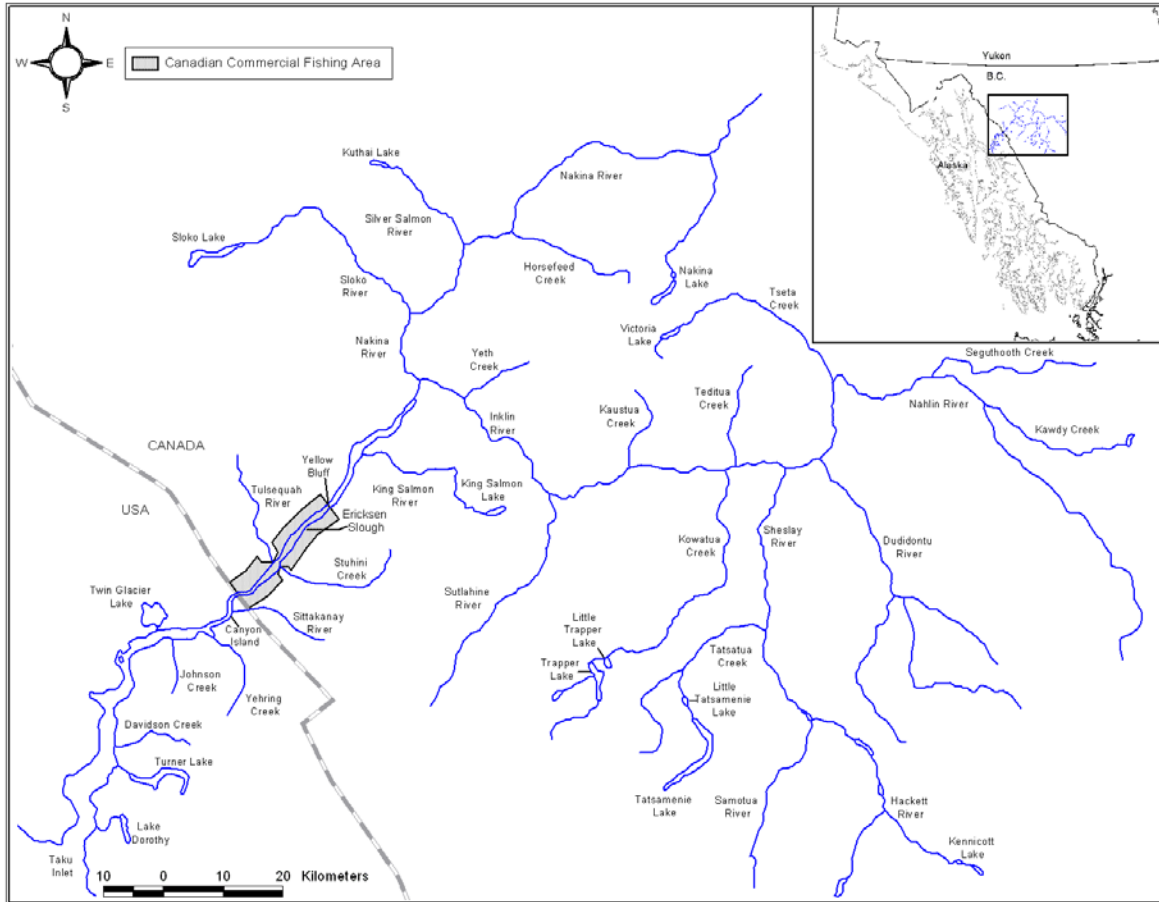 N
W
E
S
Canadian Commercial Fishing Area
Yukon
B.C.
Alaska
Kuthai Lake
Nakina River
Silver Salmon
River
Sloko Lake
Horsefeed
Creek
Nakina
Lake
Sloko
River
Tseta
Creek
Victoria
Lake
Nakina
River
Seguthooth Creek
Yeth
Creek
Teditua
Creek
Kaustua
Creek
Inklin
River
Nahlin River
Kawdy Creek
CANADA
Yellow
Bluff
Tulsequah
River
King Salmon
River
King Salmon
Lake
USA
Ericksen
Slough
Kowatua
Creek
Sheslay
River
Dudidontu
River
Stuhini
Creek
Twin Glacier
Lake
Sutlahine
River
Sittakanay
River
Canyon
Island
Little
Trapper
Lake
Trapper
Lake
Tatsatua
Creek
Johnson
Creek
Yehring
Creek
Little
Tatsamenie
Lake
Davidson Creek
Turner Lake
Tatsamenie
Lake
Samotua
River
Hackett
River
Lake
Dorothy
Kennicott
Lake
Taku
Inlet
10 0 10 20 Kilometers